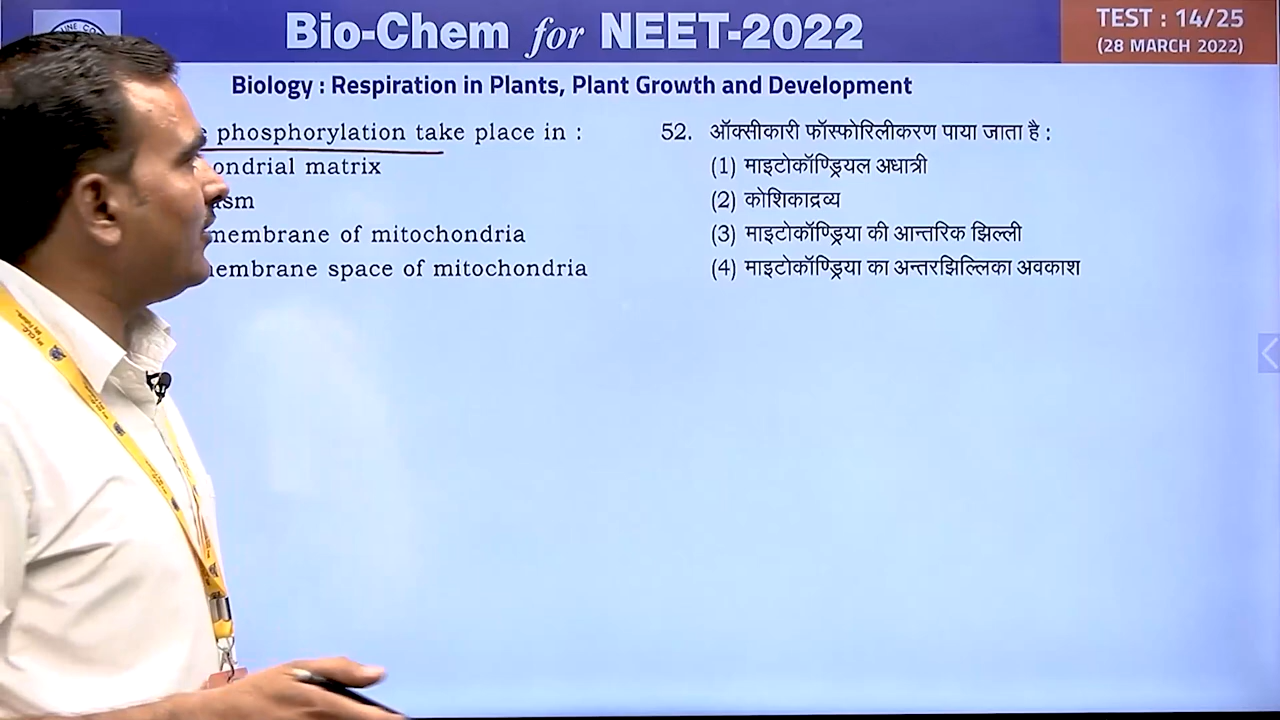 Bio-Chem for NEET-2022
TEST : 14/25
(28 MARCH 2022)
Biology : Respiration in Plants, Plant Growth and Development
phosphorylation take place in :
ondrial matrix
asm
membrane of mitochondria
membrane space of mitochondria
52. ऑक्सीकारी फॉस्फोरिलीकरण पाया जाता है :
(1) माइटोकॉण्ड्रियल अधात्री
(2) कोशिकाद्रव्य
(3) माइटोकॉण्ड्रिया की आन्तरिक झिल्ली
(4) माइटोकॉण्ड्रिया का अन्तरझिल्लिका अवकाश